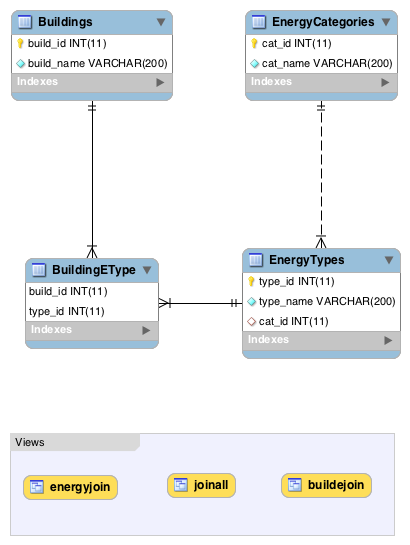 Buildings
build_id INT(11)
build_name VARCHAR(200)
Indexes
EnergyCategories
cat_id INT(11)
cat_name VARCHAR(200)
Indexes
BuildingEType
build_id INT(11)
type_id INT(11)
Indexes
EnergyTypes
type_id INT(11)
type_name VARCHAR(200)
cat_id INT(11)
Indexes
Views
energyjoin
joinall
buildejoin